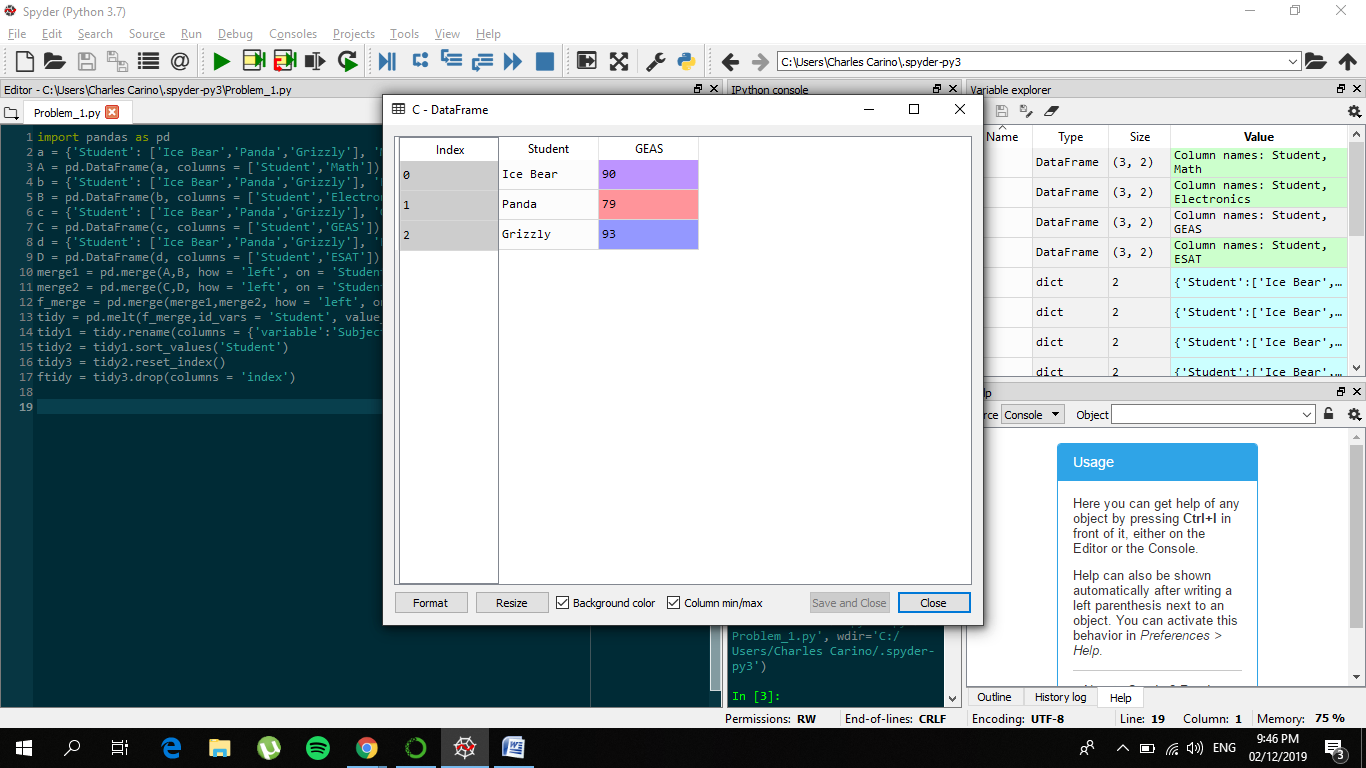 Spyder (Python 3.7)
File Edit Search Source Run Debug Consoles Projects Tools View Help
C:\Users\Charles Carino\.spyder-py3
Editor - C:\Users\Charles Carino\.spyder-py3\Problem_1.py
Problem_1.py
1 import pandas as pd
2 a = {'Student': ['Ice Bear','Panda','Grizzly'],
3 A = pd.DataFrame(a, columns = ['Student','Math'])
4 b = {'Student': ['Ice Bear','Panda','Grizzly'],
5 B = pd.DataFrame(b, columns = ['Student','Electron
6 c = {'Student': ['Ice Bear','Panda','Grizzly'],
7 C = pd.DataFrame(c, columns = ['Student','GEAS'])
8 d = {'Student': ['Ice Bear','Panda','Grizzly'],
9 D = pd.DataFrame(d, columns = ['Student','ESAT'])
10 merge1 = pd.merge(A,B, how = 'left', on = 'Studen
11 merge2 = pd.merge(C,D, how = 'left', on = 'Studen
12 f_merge = pd.merge(merge1,merge2, how = 'left', o
13 tidy = pd.melt(f_merge,id_vars = 'Student', value_
14 tidy1 = tidy.rename(columns = {'variable':'Subjec
15 tidy2 = tidy1.sort_values('Student')
16 tidy3 = tidy2.reset_index()
17 ftidy = tidy3.drop(columns = 'index')
18
19
C - DataFrame
Index Student GEAS
0 Ice Bear 90
1 Panda 79
2 Grizzly 93
Format Resize Background color Column min/max Save and Close Close
IPython console
Problem_1.py', wdir='C:/
Users/Charles Carino/.spyder-
py3')
In [3]:
Variable explorer
Name Type Size Value
DataFrame (3, 2) Column names: Student,
Math
DataFrame (3, 2) Column names: Student,
Electronics
DataFrame (3, 2) Column names: Student,
GEAS
DataFrame (3, 2) Column names: Student,
ESAT
dict 2 {'Student':['Ice Bear',…
dict 2 {'Student':['Ice Bear',…
dict 2 {'Student':['Ice Bear',…
dict 2 {'Student':['Ice Bear',…
lp
rce Console Object
Usage
Here you can get help of any
object by pressing Ctrl+I in
front of it, either on the
Editor or the Console.
Help can also be shown
automatically after writing a
left parenthesis next to an
object. You can activate this
behavior in Preferences >
Help.
Outline History log Help
Permissions: RW End-of-lines: CRLF Encoding: UTF-8 Line: 19 Column: 1 Memory: 75 %
ENG
9:46 PM
02/12/2019
3